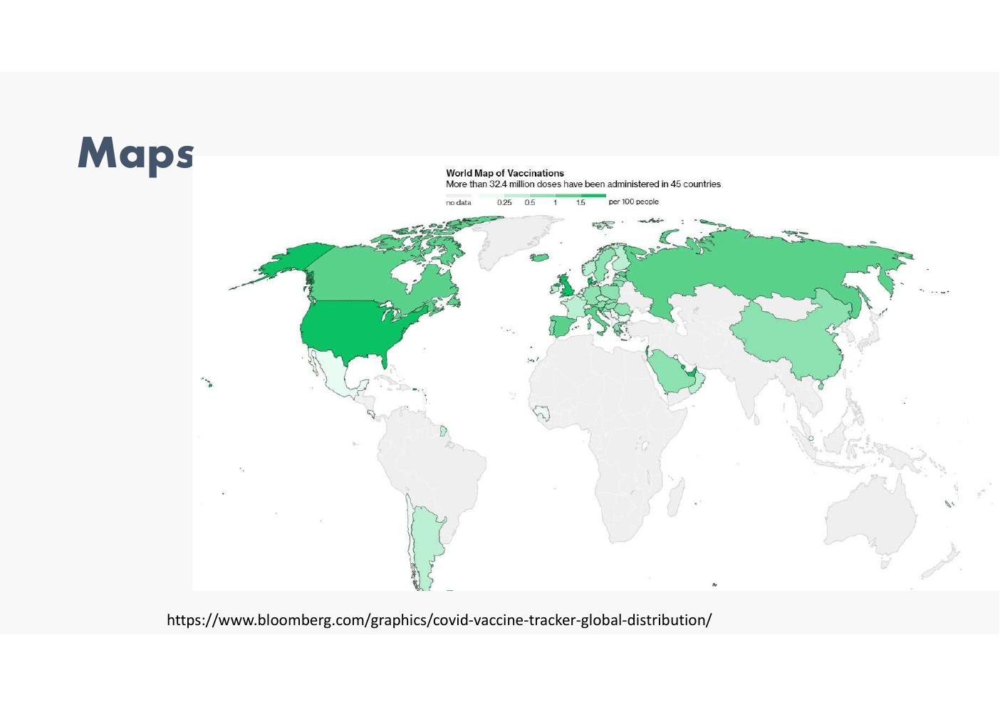 Maps
World Map of Vaccinations
More than 32.4 million doses have been administered in 45 countries
no data 0.25 0.5 1 1.5 per 100 people
https://www.bloomberg.com/graphics/covid-vaccine-tracker-global-distribution/